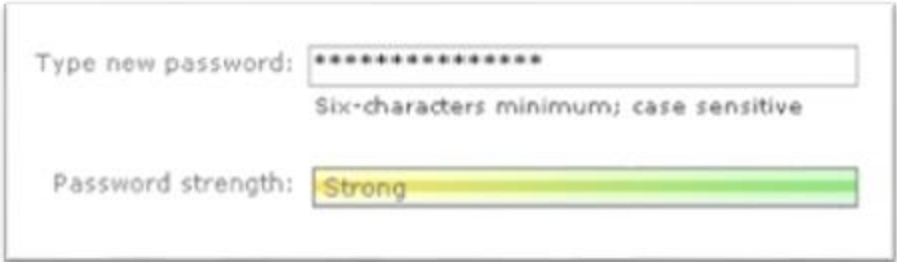 Type new password: ***************
Six-characters minimum; case sensitive
Password strength: Strong